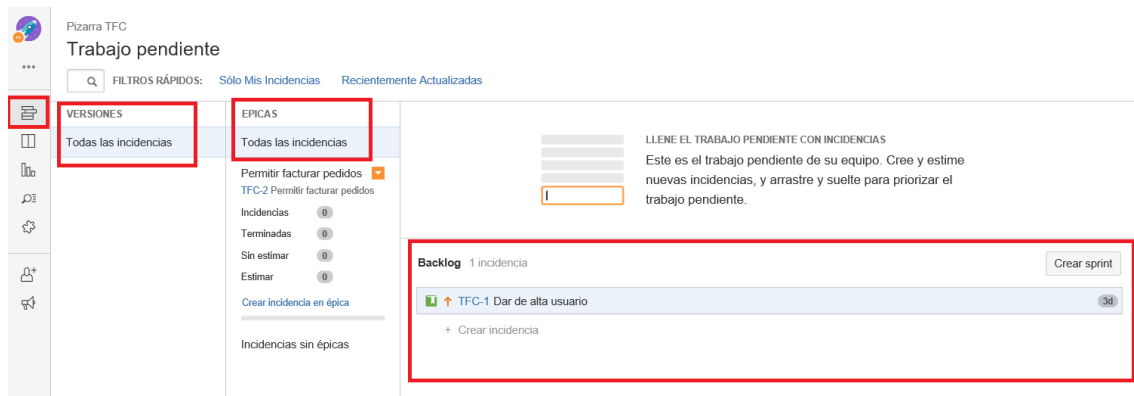 Pizarra TFC
Trabajo pendiente
FILTROS RÁPIDOS: Sólo Mis Incidencias Recientemente Actualizadas
VERSIONES
Todas las incidencias
EPICAS
Todas las incidencias
Permitir facturar pedidos
TFC-2 Permitir facturar pedidos
Incidencias 0
Terminadas 0
Sin estimar 0
Estimar 0
Crear incidencia en épica
Incidencias sin épicas
LLENE EL TRABAJO PENDIENTE CON INCIDENCIAS
Este es el trabajo pendiente de su equipo. Cree y estime
nuevas incidencias, y arrastre y suelte para priorizar el
trabajo pendiente.
Backlog 1 incidencia
Crear sprint
TFC-1 Dar de alta usuario 3d
+ Crear incidencia